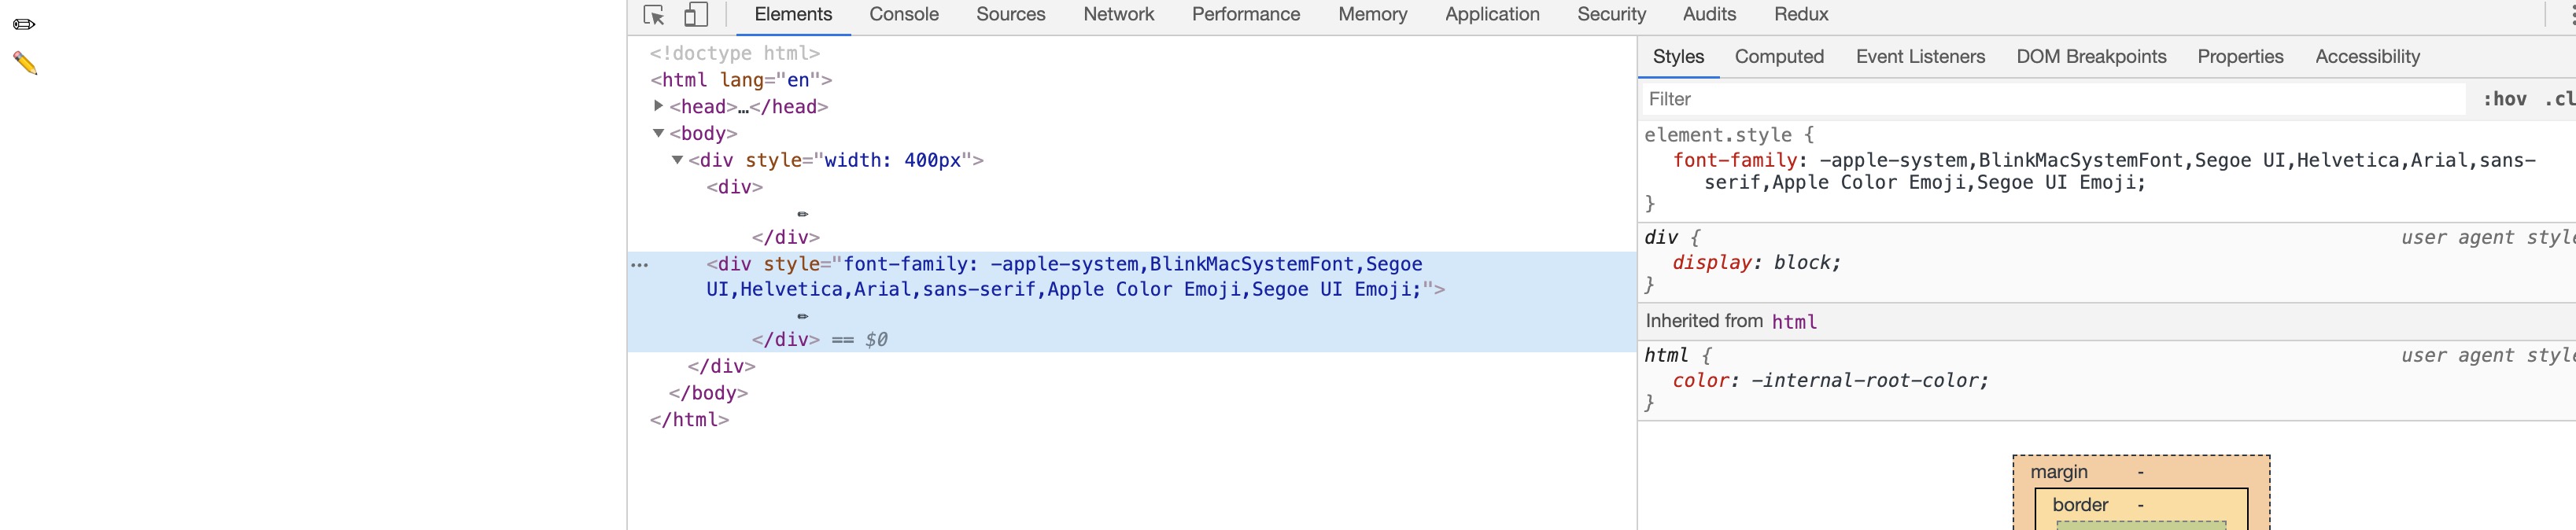 ✏
✏️
Elements Console Sources Network Performance Memory Application Security Audits Redux
<!doctype html>
<html lang="en">
<head>…</head>
<body>
<div style="width: 400px">
<div>
✏
</div>
<div style="font-family: -apple-system,BlinkMacSystemFont,Segoe
UI,Helvetica,Arial,sans-serif,Apple Color Emoji,Segoe UI Emoji;">
✏
</div> == $0
</div>
</body>
</html>
Styles Computed Event Listeners DOM Breakpoints Properties Accessibility
Filter :hov .cl
element.style {
font-family: -apple-system,BlinkMacSystemFont,Segoe UI,Helvetica,Arial,sans-
serif,Apple Color Emoji,Segoe UI Emoji;
}
div { user agent style
display: block;
}
Inherited from html
html { user agent style
color: -internal-root-color;
}
margin -
border -